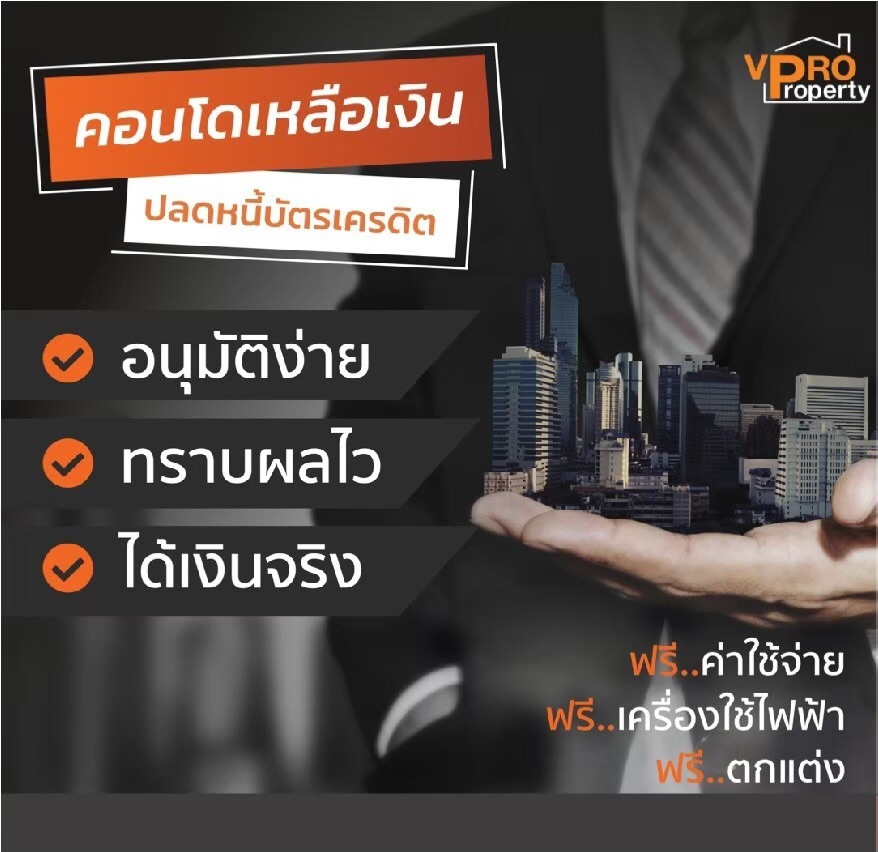 คอนโดเหลือเงิน
ปลดหนี้บัตรเครดิต
VPRO
Property
อนุมัติง่าย
ทราบผลไว
ได้เงินจริง
ฟรี..ค่าใช้จ่าย
ฟรี..เครื่องใช้ไฟฟ้า
ฟรี..ตกแต่ง